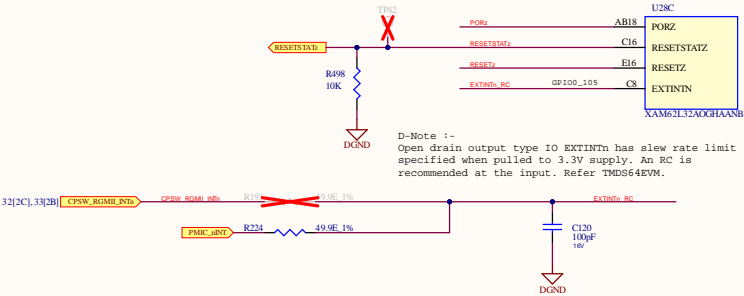 TP42
U28C
PORz
AB18
PORZ
RESETSTATz
RESETSTATz
C16
RESETSTATZ
RESETz
E16
RESETZ
R498
10K
EXTINTn_RC
GPIO0_105
C8
EXTINTN
XAM62L32AOGHAANB
DGND
D-Note :-
Open drain output type IO EXTINTn has slew rate limit
specified when pulled to 3.3V supply. An RC is
recommended at the input. Refer TMDS64EVM.
32[2C],33[2B]
CPSW_RGMII_INTn
CPSW_RGMII_INTn
49.9E_1%
EXTINTn_RC
PMIC_nINT
R224
49.9E_1%
C120
100pF
16V
DGND